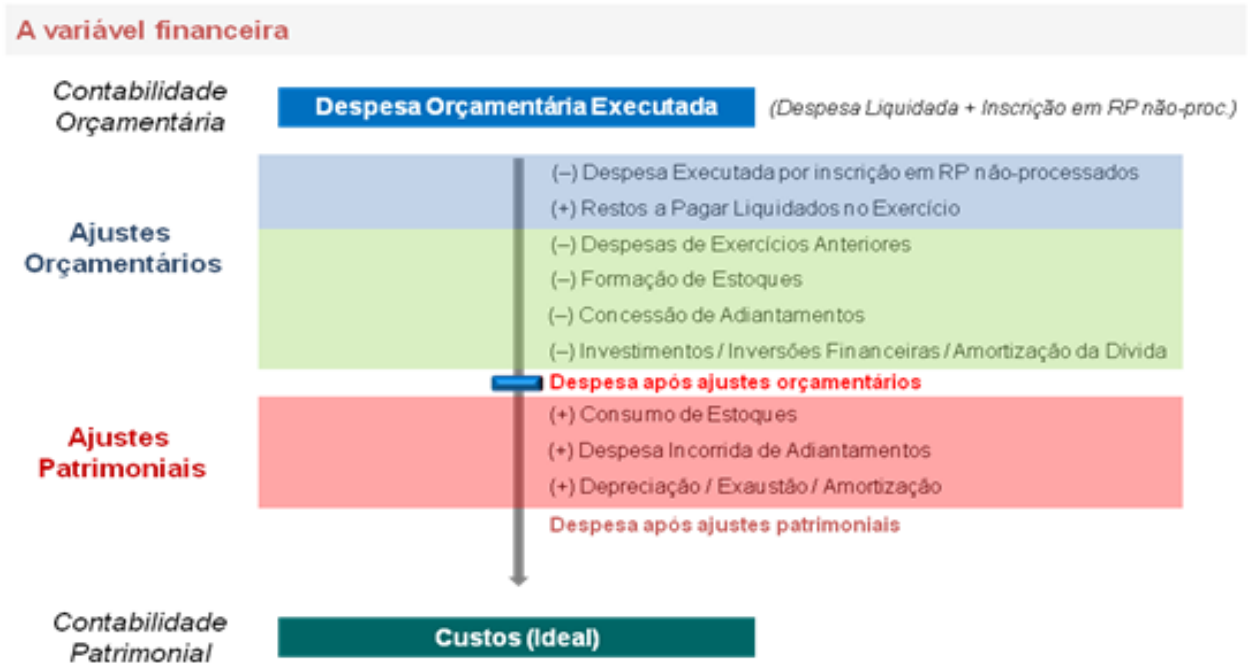 A variável financeira
Contabilidade
Orçamentária
Despesa Orçamentária Executada
(Despesa Liquidada + Inscrição em RP não-proc.)
Ajustes
Orçamentários
(–) Despesa Executada por inscrição em RP não-processados
(+) Restos a Pagar Liquidados no Exercício
(–) Despesas de Exercícios Anteriores
(–) Formação de Estoques
(–) Concessão de Adiantamentos
(–) Investimentos / Inversões Financeiras / Amortização da Dívida
Despesa após ajustes orçamentários
Ajustes
Patrimoniais
(+) Consumo de Estoques
(+) Despesa Incorrida de Adiantamentos
(+) Depreciação / Exaustão / Amortização
Despesa após ajustes patrimoniais
Contabilidade
Patrimonial
Custos (Ideal)